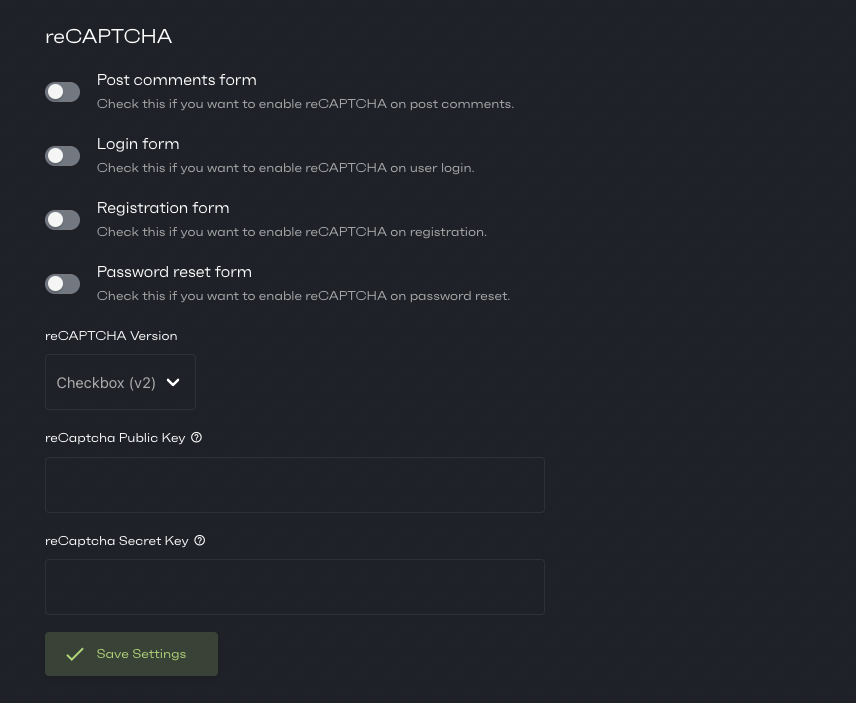 reCAPTCHA
Post comments form
Check this if you want to enable reCAPTCHA on post comments.
Login form
Check this if you want to enable reCAPTCHA on user login.
Registration form
Check this if you want to enable reCAPTCHA on registration.
Password reset form
Check this if you want to enable reCAPTCHA on password reset.
reCAPTCHA Version
Checkbox (v2)
reCaptcha Public Key
reCaptcha Secret Key
Save Settings